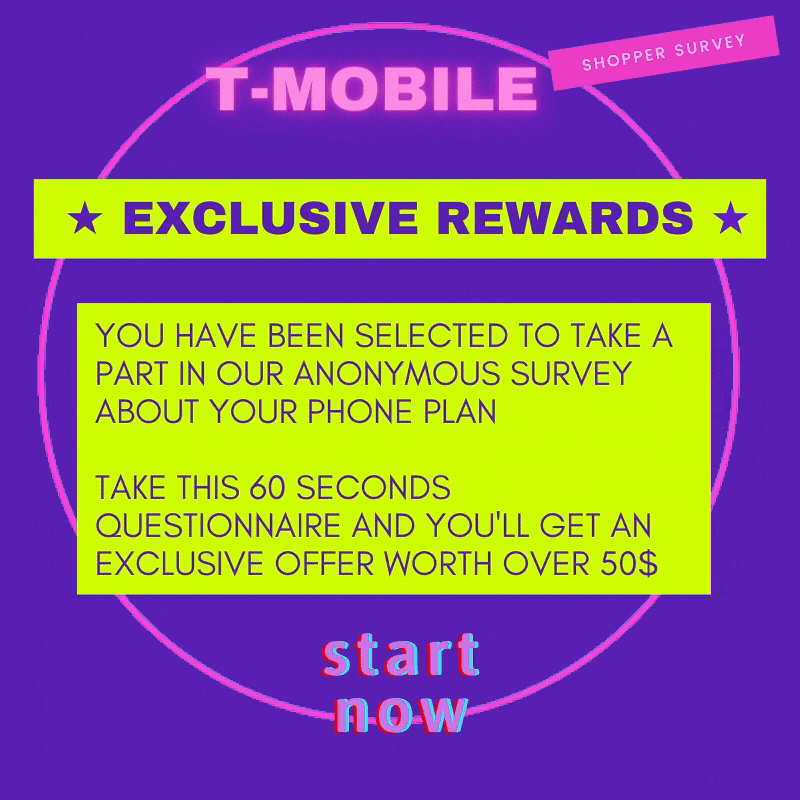 T-MOBILE
SHOPPER SURVEY
★ EXCLUSIVE REWARDS ★
YOU HAVE BEEN SELECTED TO TAKE A
PART IN OUR ANONYMOUS SURVEY
ABOUT YOUR PHONE PLAN
TAKE THIS 60 SECONDS
QUESTIONNAIRE AND YOU'LL GET AN
EXCLUSIVE OFFER WORTH OVER 50$
start
now